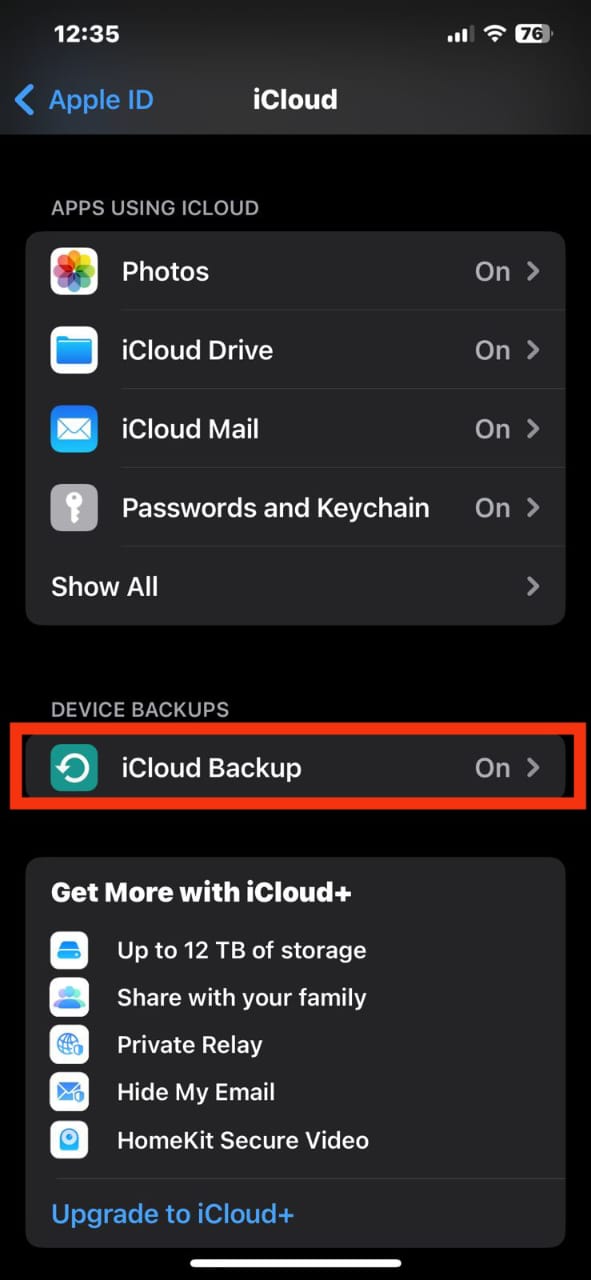 12:35
76
Apple ID
iCloud
APPS USING ICLOUD
Photos On
iCloud Drive On
iCloud Mail On
Passwords and Keychain On
Show All
DEVICE BACKUPS
iCloud Backup On
Get More with iCloud+
Up to 12 TB of storage
Share with your family
Private Relay
Hide My Email
HomeKit Secure Video
Upgrade to iCloud+